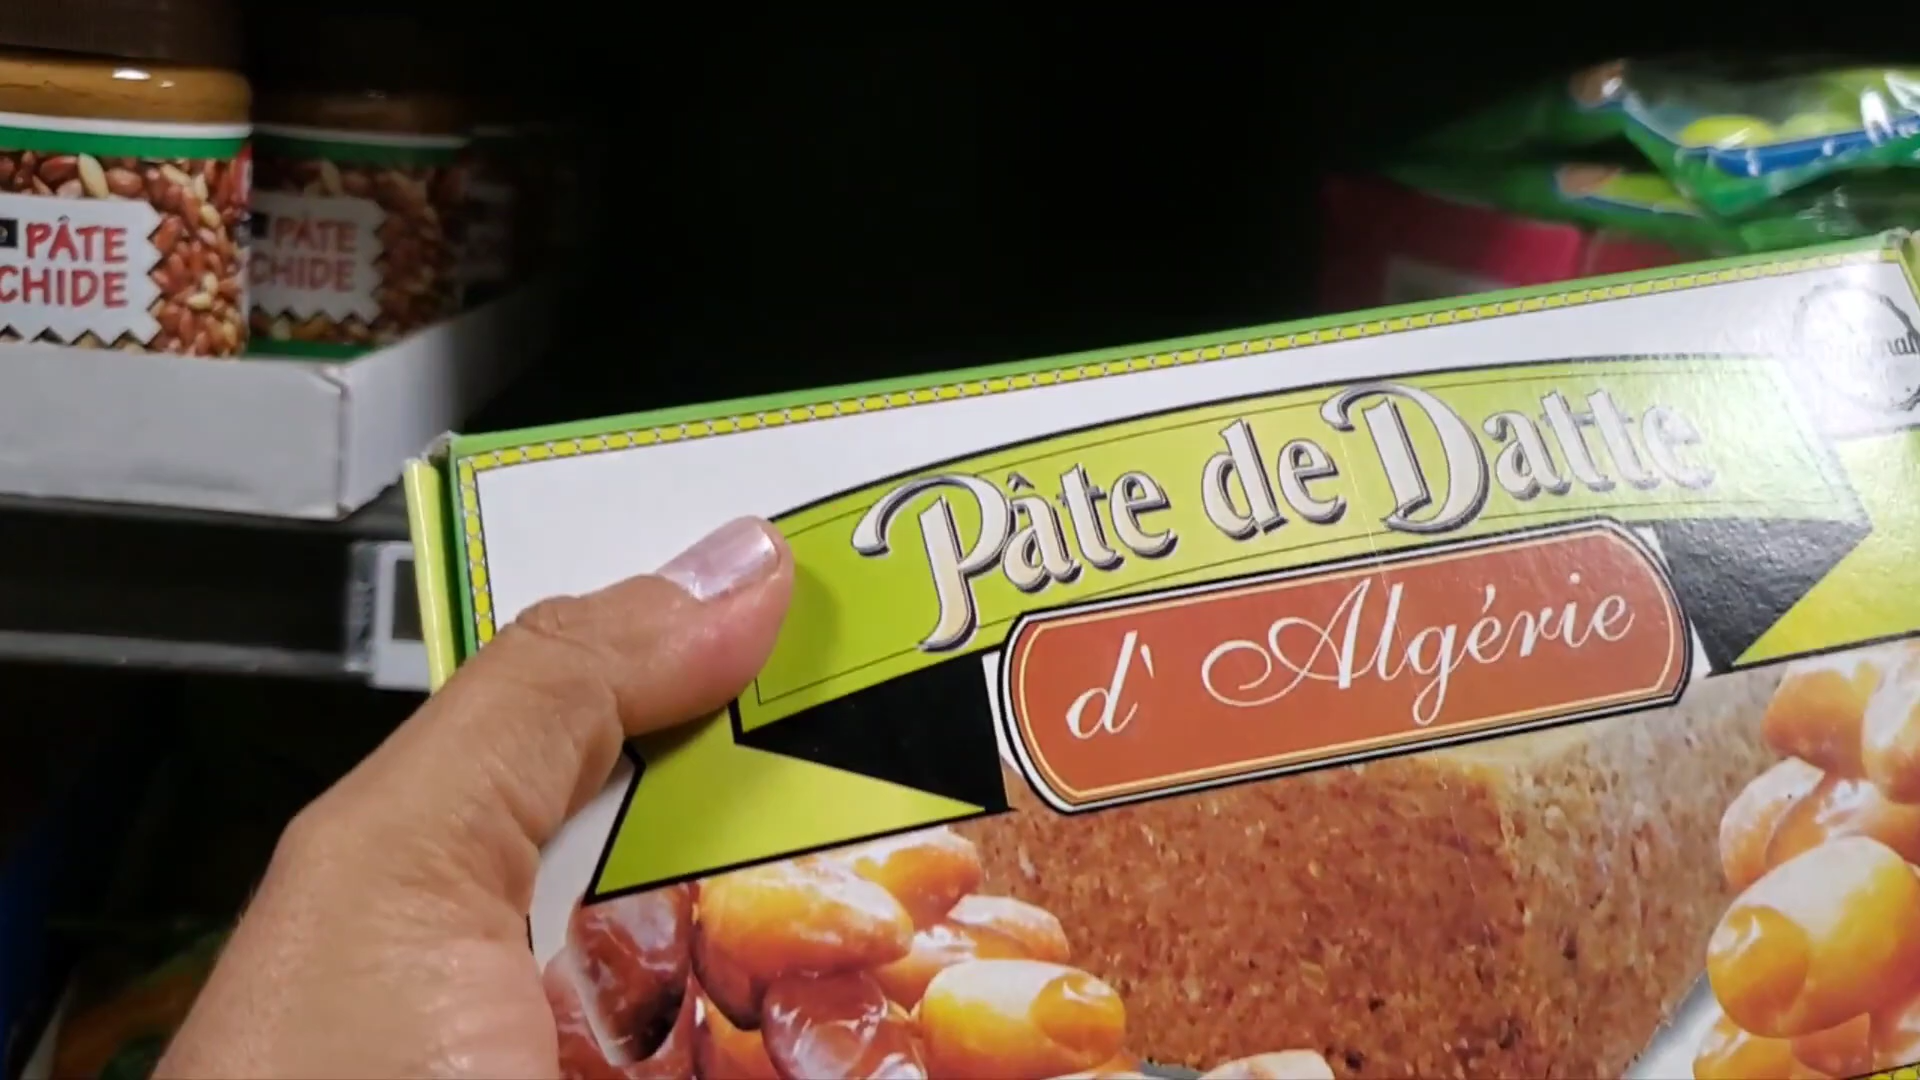 PÂTE
CHIDE
PÂTE
CHIDE
Pâte de Datte
d' Algérie